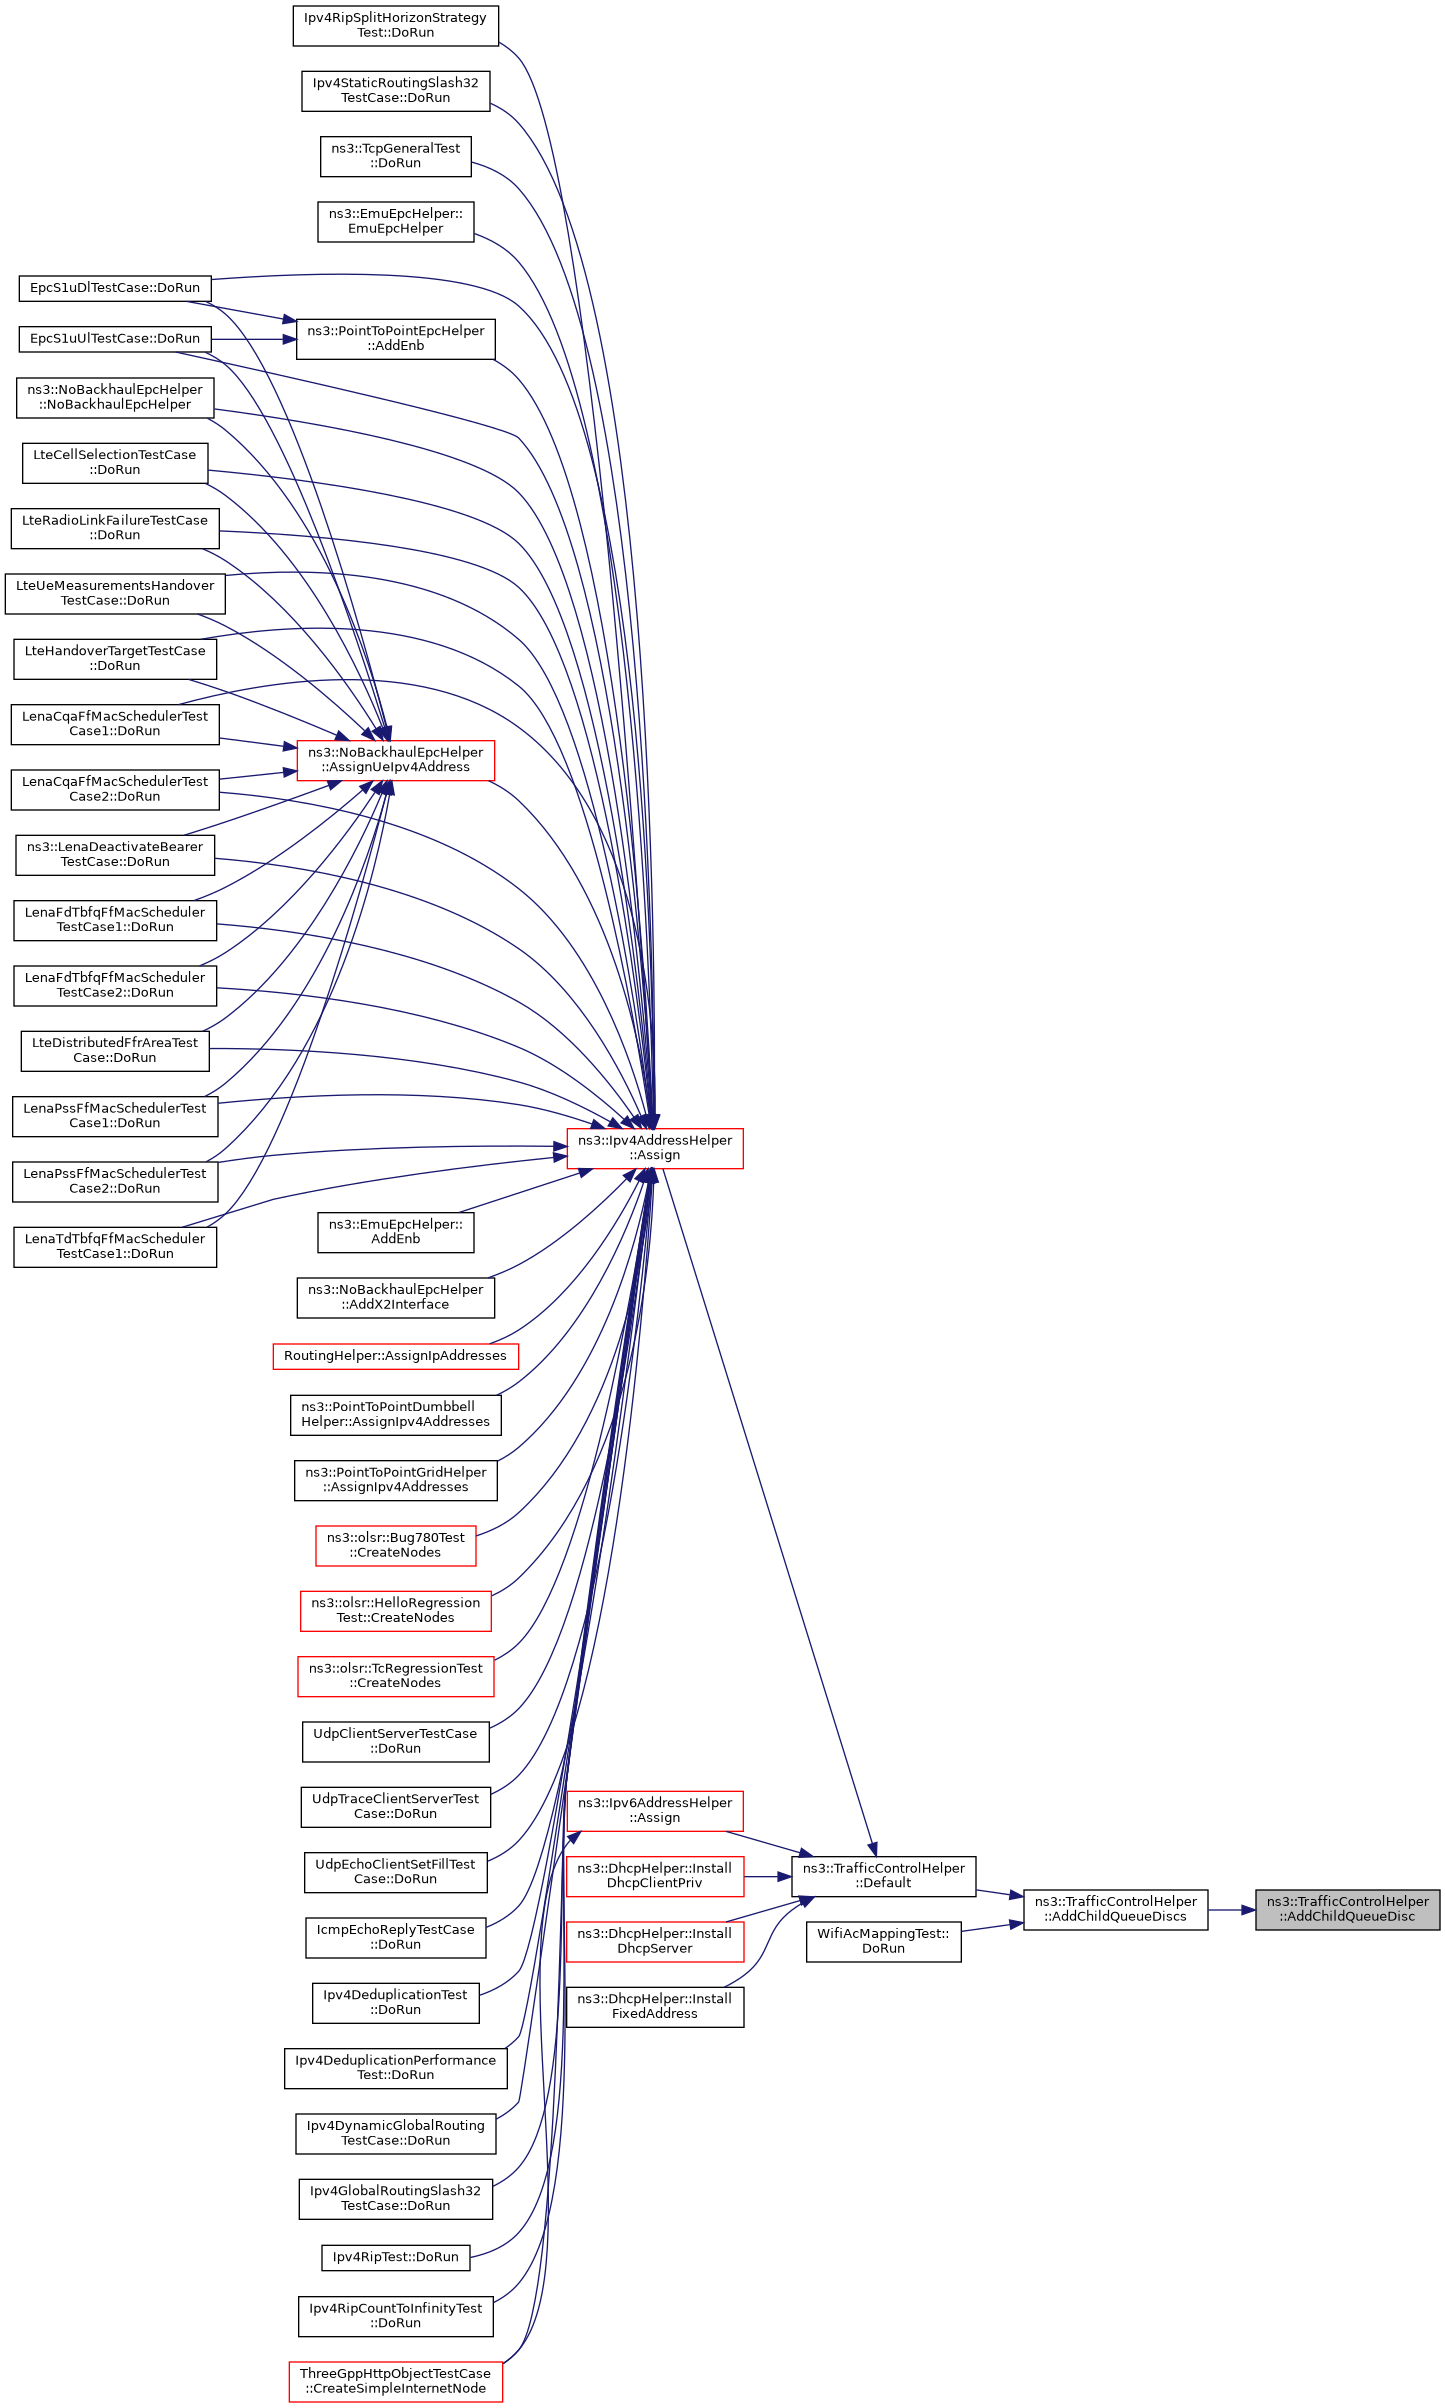 Ipv4RipSplitHorizonStrategy
Test::DoRun
Ipv4StaticRoutingSlash32
TestCase::DoRun
ns3::TcpGeneralTest
::DoRun
ns3::EmuEpcHelper::
EmuEpcHelper
EpcS1uDlTestCase::DoRun
ns3::PointToPointEpcHelper
::AddEnb
EpcS1uUlTestCase::DoRun
ns3::NoBackhaulEpcHelper
::NoBackhaulEpcHelper
LteCellSelectionTestCase
::DoRun
LteRadioLinkFailureTestCase
::DoRun
LteUeMeasurementsHandover
TestCase::DoRun
LteHandoverTargetTestCase
::DoRun
LenaCqaFfMacSchedulerTest
Case1::DoRun
ns3::NoBackhaulEpcHelper
::AssignUeIpv4Address
LenaCqaFfMacSchedulerTest
Case2::DoRun
ns3::LenaDeactivateBearer
TestCase::DoRun
LenaFdTbfqFfMacScheduler
TestCase1::DoRun
LenaFdTbfqFfMacScheduler
TestCase2::DoRun
LteDistributedFfrAreaTest
Case::DoRun
LenaPssFfMacSchedulerTest
Case1::DoRun
ns3::Ipv4AddressHelper
::Assign
LenaPssFfMacSchedulerTest
Case2::DoRun
LenaTdTbfqFfMacScheduler
TestCase1::DoRun
ns3::EmuEpcHelper::
AddEnb
ns3::NoBackhaulEpcHelper
::AddX2Interface
RoutingHelper::AssignIpAddresses
ns3::PointToPointDumbbell
Helper::AssignIpv4Addresses
ns3::PointToPointGridHelper
::AssignIpv4Addresses
ns3::olsr::Bug780Test
::CreateNodes
ns3::olsr::HelloRegression
Test::CreateNodes
ns3::olsr::TcRegressionTest
::CreateNodes
UdpClientServerTestCase
::DoRun
UdpTraceClientServerTest
Case::DoRun
UdpEchoClientSetFillTest
Case::DoRun
IcmpEchoReplyTestCase
::DoRun
Ipv4DeduplicationTest
::DoRun
Ipv4DeduplicationPerformance
Test::DoRun
Ipv4DynamicGlobalRouting
TestCase::DoRun
Ipv4GlobalRoutingSlash32
TestCase::DoRun
Ipv4RipTest::DoRun
Ipv4RipCountToInfinityTest
::DoRun
ThreeGppHttpObjectTestCase
::CreateSimpleInternetNode
ns3::Ipv6AddressHelper
::Assign
ns3::DhcpHelper::Install
DhcpClientPriv
ns3::DhcpHelper::Install
DhcpServer
ns3::DhcpHelper::Install
FixedAddress
ns3::TrafficControlHelper
::Default
WifiAcMappingTest::
DoRun
ns3::TrafficControlHelper
::AddChildQueueDiscs
ns3::TrafficControlHelper
::AddChildQueueDisc